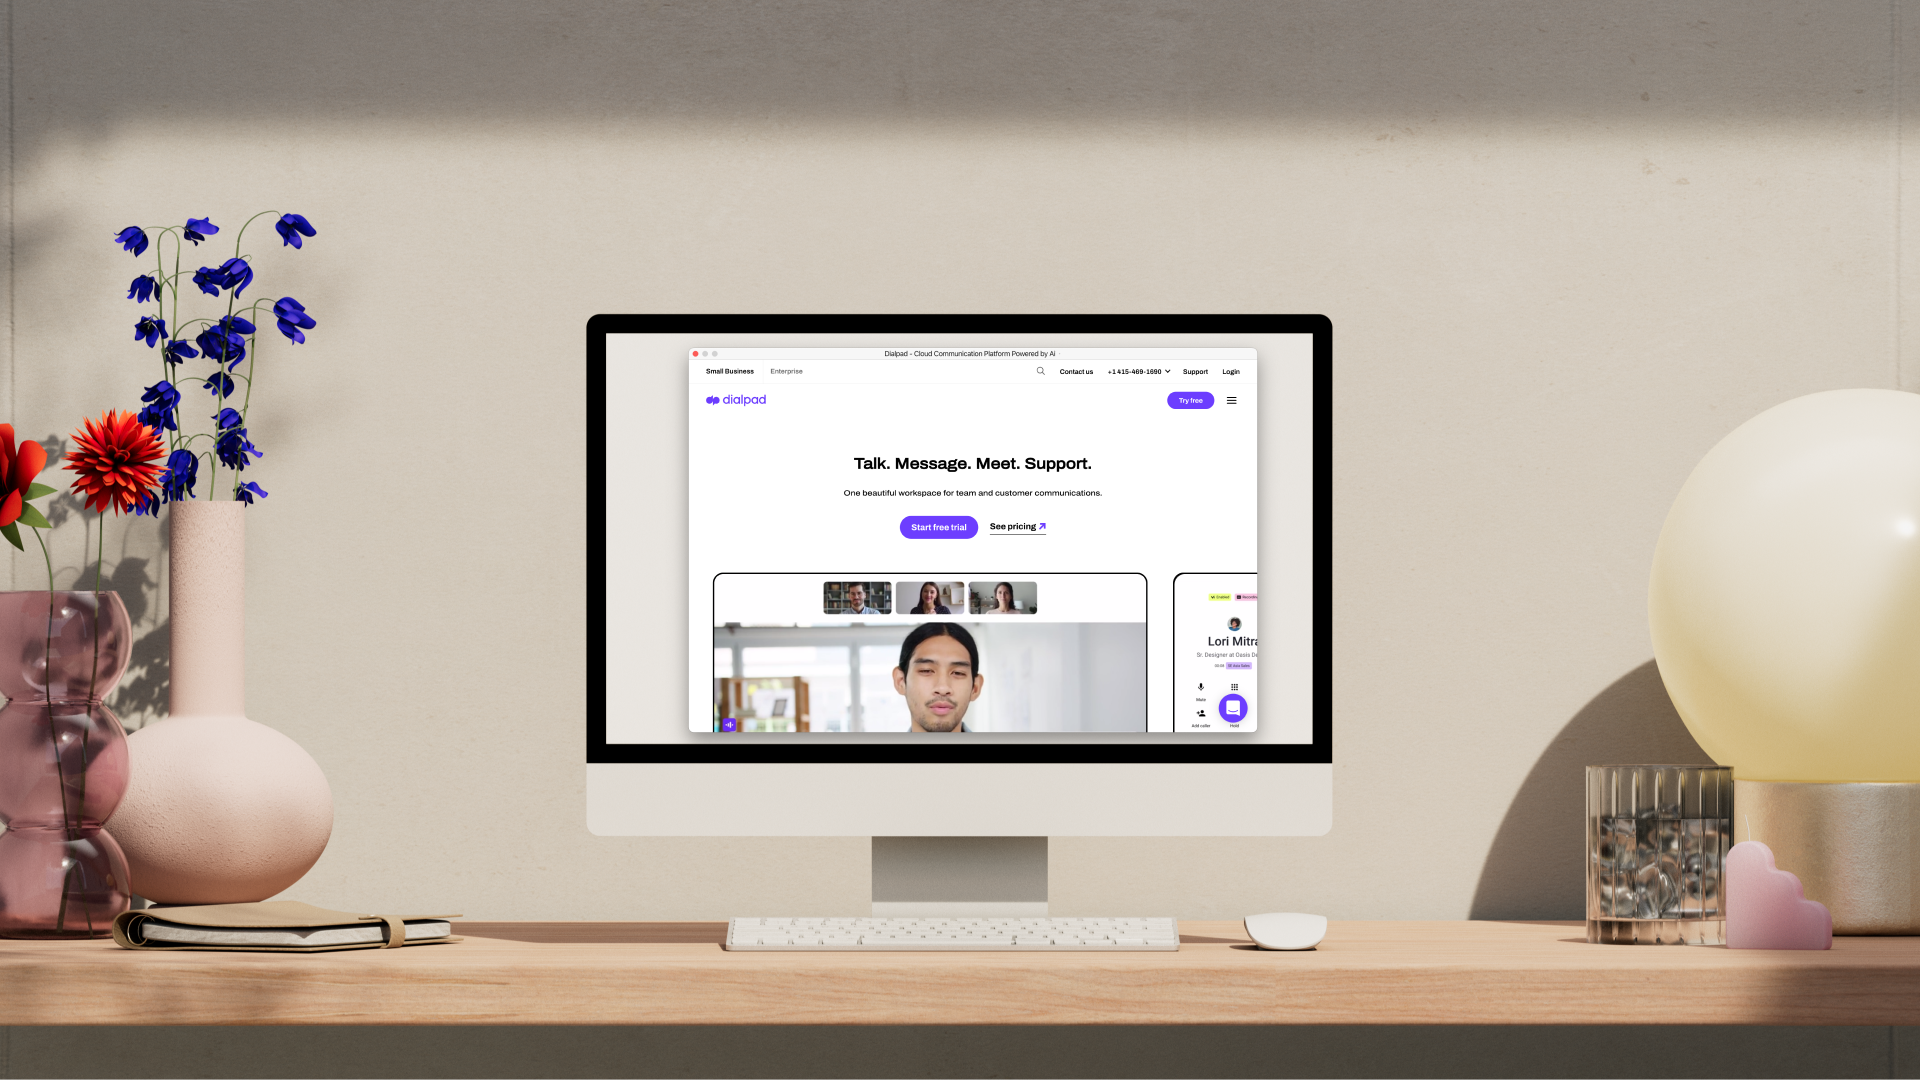 Dialpad - Cloud Communication Platform Powered by Ai
Small Business Enterprise Contact us +1 415-469-1690 Support Login
dialpad Try free
Talk. Message. Meet. Support.
One beautiful workspace for team and customer communications.
Start free trial See pricing
Enabled
Lori Mitra
Sr. Designer at Oasis De
Mute
Add caller Hold